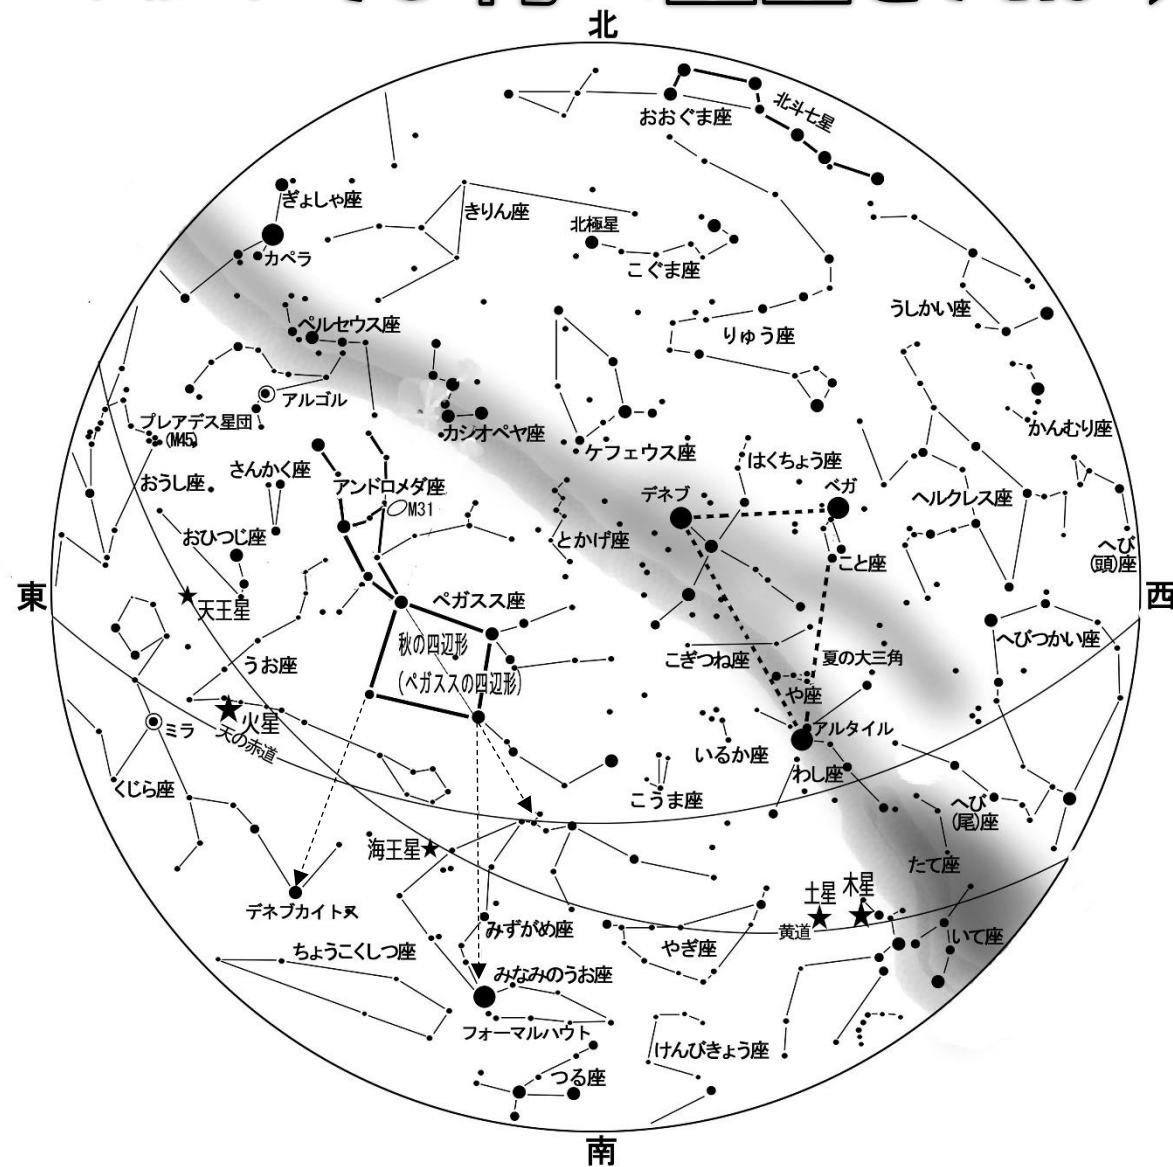 北
北斗七星
おおぐま座
ぎょしゃ座
きりん座
北極星
カペラ
こぐま座
うしかい座
ペルセウス座
りゅう座
アルゴル
プレアデス星団
(M45)
カシオペヤ座
かんむり座
ケフェウス座
はくちょう座
さんかく座
おうし座
アンドロメダ座
M31
デネブ
ベガ
ヘルクレス座
おひつじ座
とかげ座
こと座
へび
(頭)座
東
西
天王星
ペガスス座
秋の四辺形
(ペガススの四辺形)
へびつかい座
うお座
こぎつね座
夏の大三角
や座
火星
ミラ
天の赤道
アルタイル
いるか座
わし座
くじら座
こうま座
へび
(尾)座
海王星
たて座
土星
木星
デネブカイトス
みずがめ座
黄道
いて座
やぎ座
ちょうこくしつ座
みなみのうお座
フォーマルハウト
けんびきょう座
つる座
南